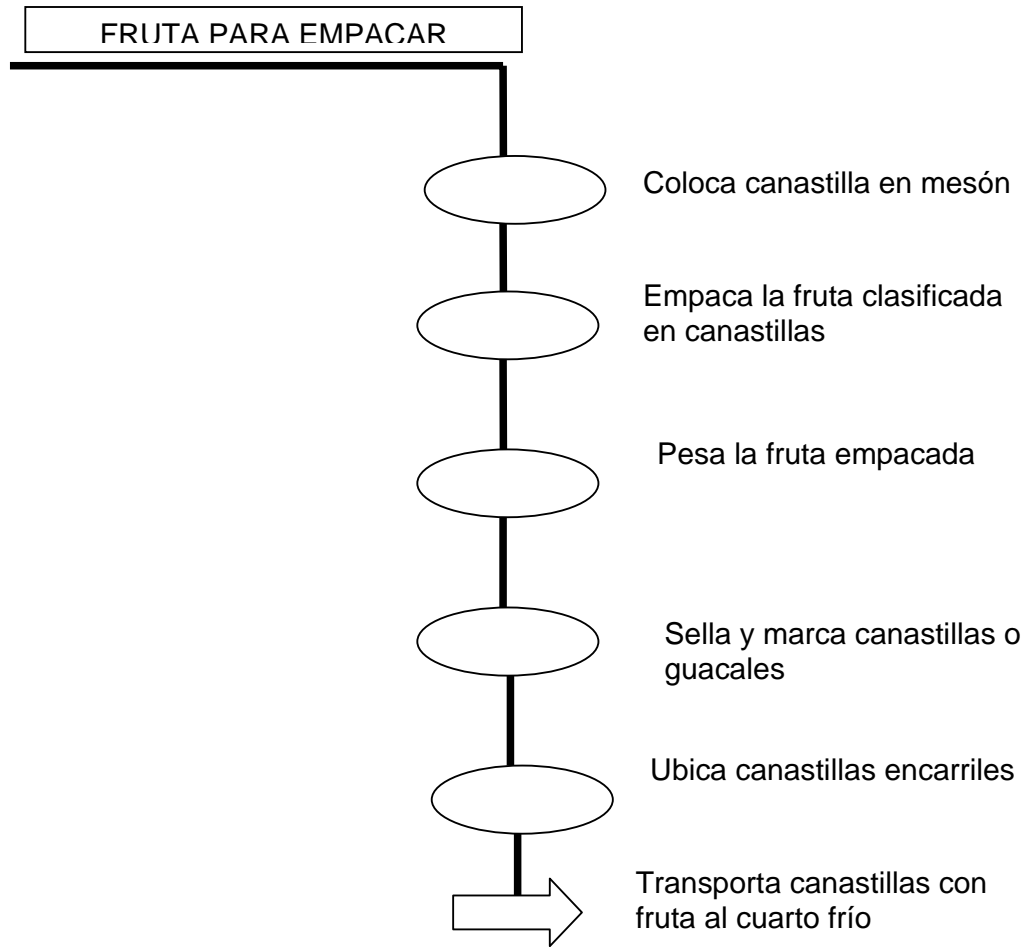 FRUTA PARA EMPACAR
Coloca canastilla en mesón
Empaca la fruta clasificada
en canastillas
Pesa la fruta empacada
Sella y marca canastillas o
guacales
Ubica canastillas encarriles
Transporta canastillas con
fruta al cuarto frío